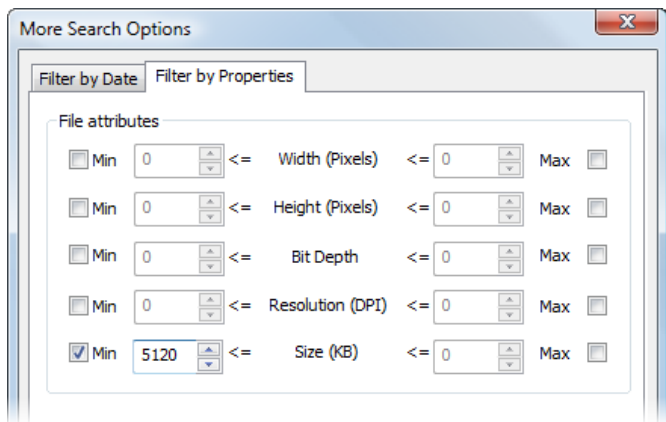 More Search Options
Filter by Date Filter by Properties
File attributes
Min 0 <= Width (Pixels) <= 0 Max
Min 0 <= Height (Pixels) <= 0 Max
Min 0 <= Bit Depth <= 0 Max
Min 0 <= Resolution (DPI) <= 0 Max
Min 5120 <= Size (KB) <= 0 Max